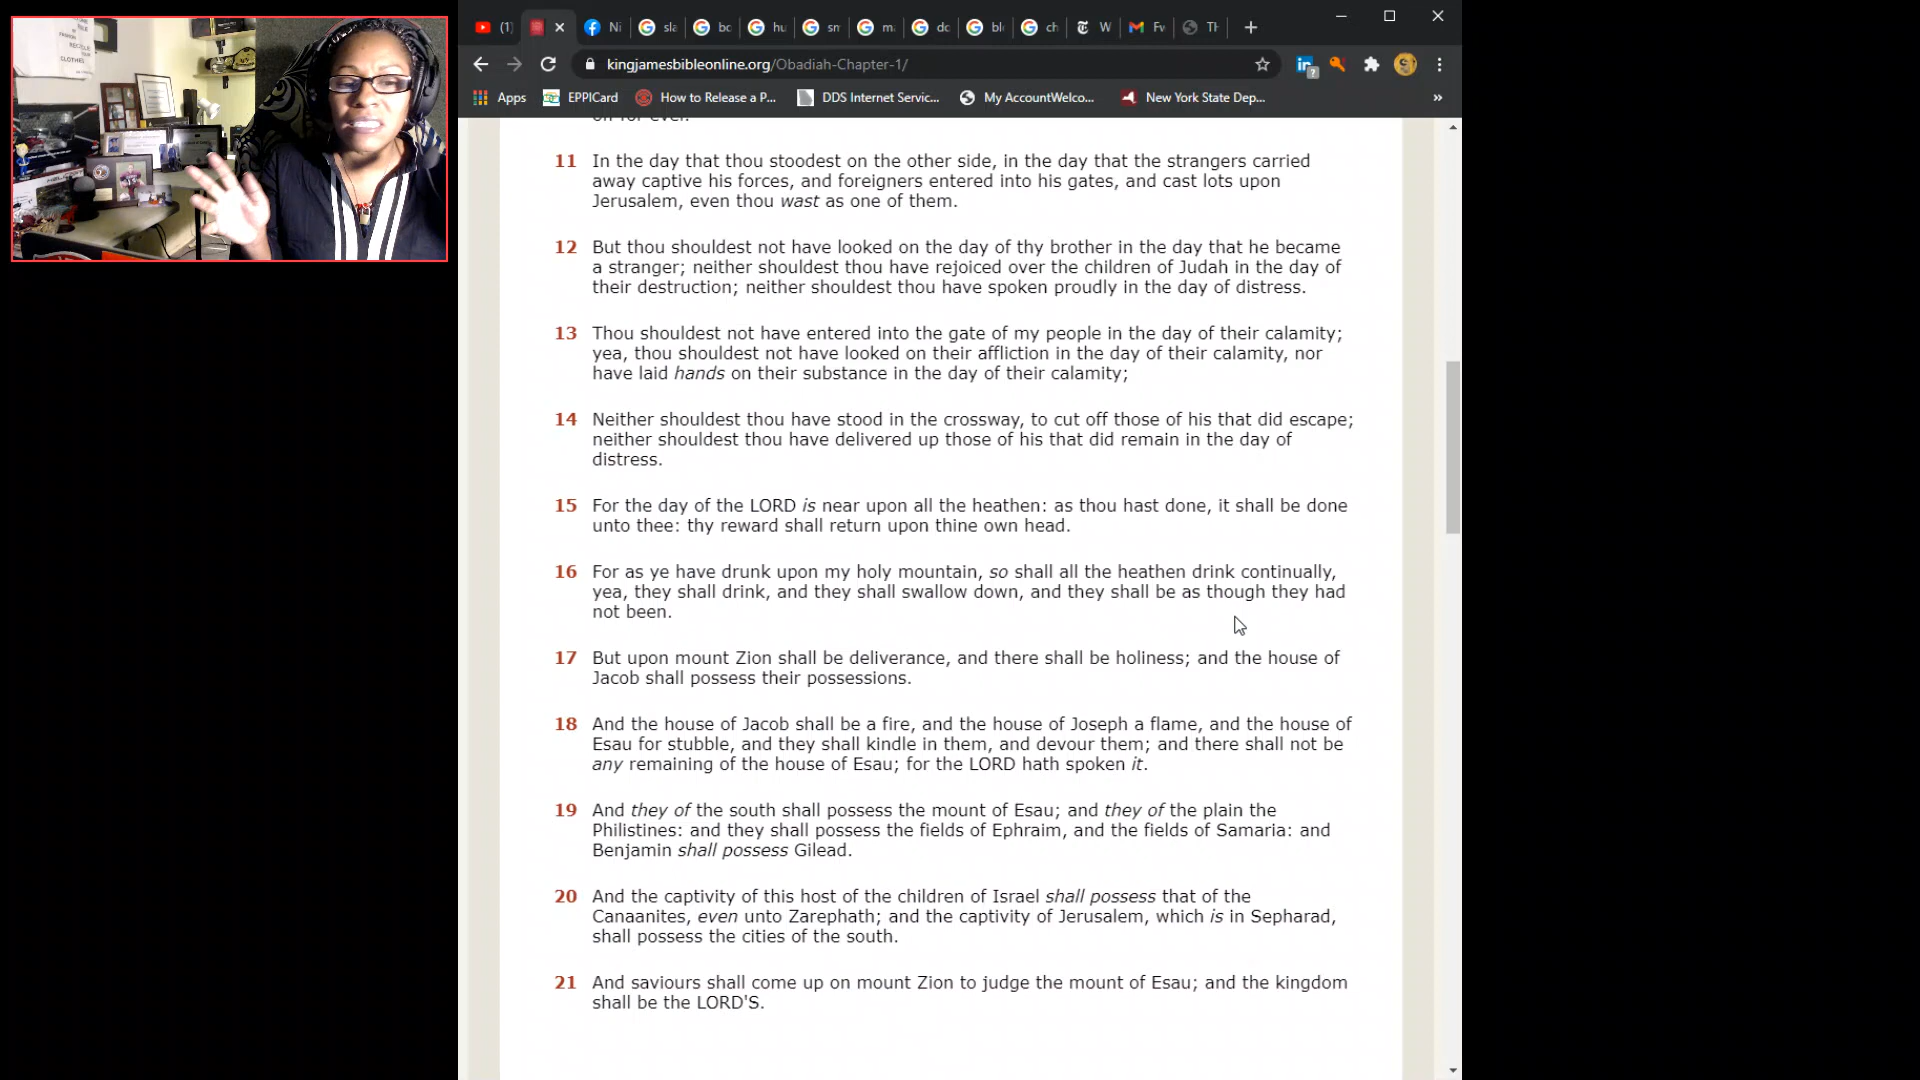 RECYCLE
CLOTHES
(1)
Ni
sla
bc
hu
sn
m
dc
bl
ch
W
Fv
Tł
kingjamesbibleonline.org/Obadiah-Chapter-1/
Apps
EPPICard
How to Release a P...
DDS Internet Servic...
My AccountWelco...
New York State Dep...
»
off for ever.
11 In the day that thou stoodest on the other side, in the day that the strangers carried
away captive his forces, and foreigners entered into his gates, and cast lots upon
Jerusalem, even thou wast as one of them.
12 But thou shouldest not have looked on the day of thy brother in the day that he became
a stranger; neither shouldest thou have rejoiced over the children of Judah in the day of
their destruction; neither shouldest thou have spoken proudly in the day of distress.
13 Thou shouldest not have entered into the gate of my people in the day of their calamity;
yea, thou shouldest not have looked on their affliction in the day of their calamity, nor
have laid hands on their substance in the day of their calamity;
14 Neither shouldest thou have stood in the crossway, to cut off those of his that did escape;
neither shouldest thou have delivered up those of his that did remain in the day of
distress.
15 For the day of the LORD is near upon all the heathen: as thou hast done, it shall be done
unto thee: thy reward shall return upon thine own head.
16 For as ye have drunk upon my holy mountain, so shall all the heathen drink continually,
yea, they shall drink, and they shall swallow down, and they shall be as though they had
not been.
17 But upon mount Zion shall be deliverance, and there shall be holiness; and the house of
Jacob shall possess their possessions.
18 And the house of Jacob shall be a fire, and the house of Joseph a flame, and the house of
Esau for stubble, and they shall kindle in them, and devour them; and there shall not be
any remaining of the house of Esau; for the LORD hath spoken it.
19 And they of the south shall possess the mount of Esau; and they of the plain the
Philistines: and they shall possess the fields of Ephraim, and the fields of Samaria: and
Benjamin shall possess Gilead.
20 And the captivity of this host of the children of Israel shall possess that of the
Canaanites, even unto Zarephath; and the captivity of Jerusalem, which is in Sepharad,
shall possess the cities of the south.
21 And saviours shall come up on mount Zion to judge the mount of Esau; and the kingdom
shall be the LORD'S.